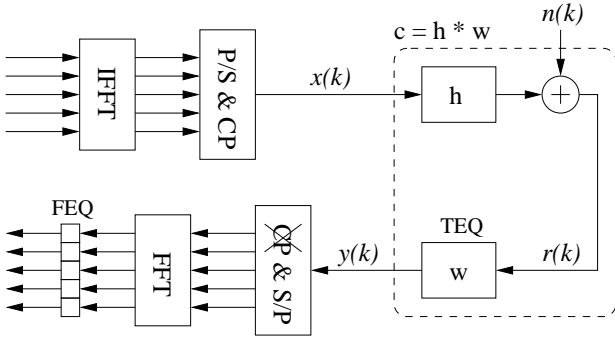 c = h * w
n(k)
IFFT
P/S & CP
x(k)
h
+
FEQ
FFT
CP & S/P
y(k)
TEQ
w
r(k)